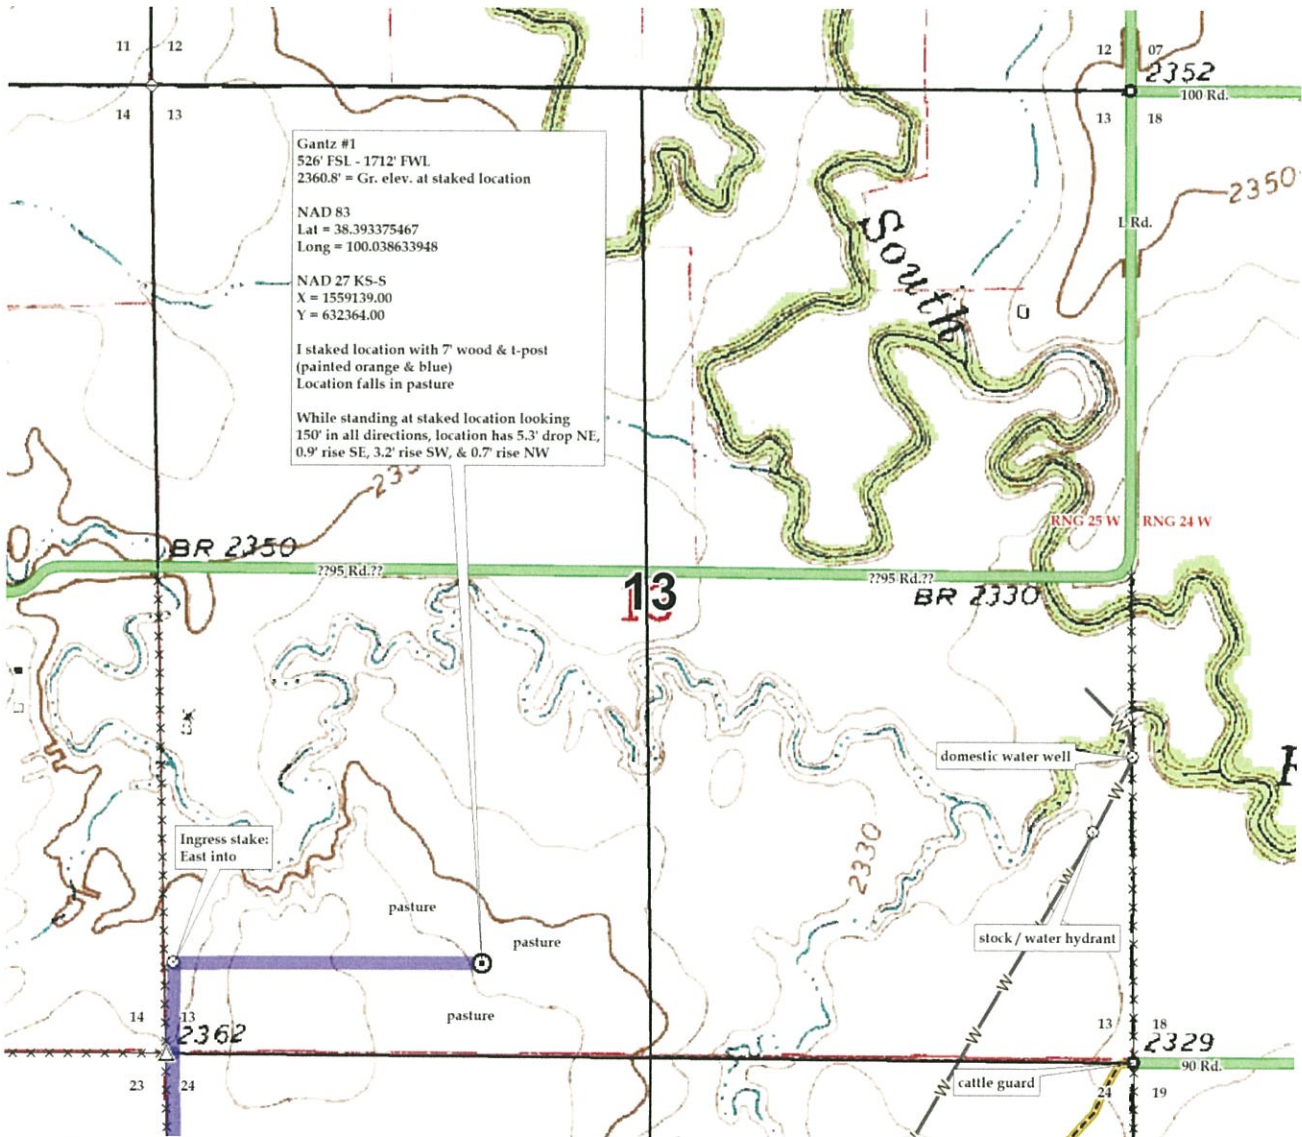 11 12
12 07
2352
100 Rd.
14 13
13 18
Gantz #1
526' FSL - 1712' FWL
2360.8' = Gr. elev. at staked location
NAD 83
Lat = 38.393375467
Long = 100.038633948
NAD 27 KS-S
X = 1559139.00
Y = 632364.00
I staked location with 7' wood & t-post
(painted orange & blue)
Location falls in pasture
While standing at staked location looking
150' in all directions, location has 5.3' drop NE,
0.9' rise SE, 3.2' rise SW, & 0.7' rise NW
2350
L Rd.
South
RNG 25 W RNG 24 W
BR 2350
??95 Rd.??
13
??95 Rd.??
BR 2330
W
domestic water well
W
Ingress stake:
East into
2330
W
pasture
pasture
stock / water hydrant
W
pasture
14 13
2362
13 18
W
2329
90 Rd.
23 24
cattle guard
W
24 19